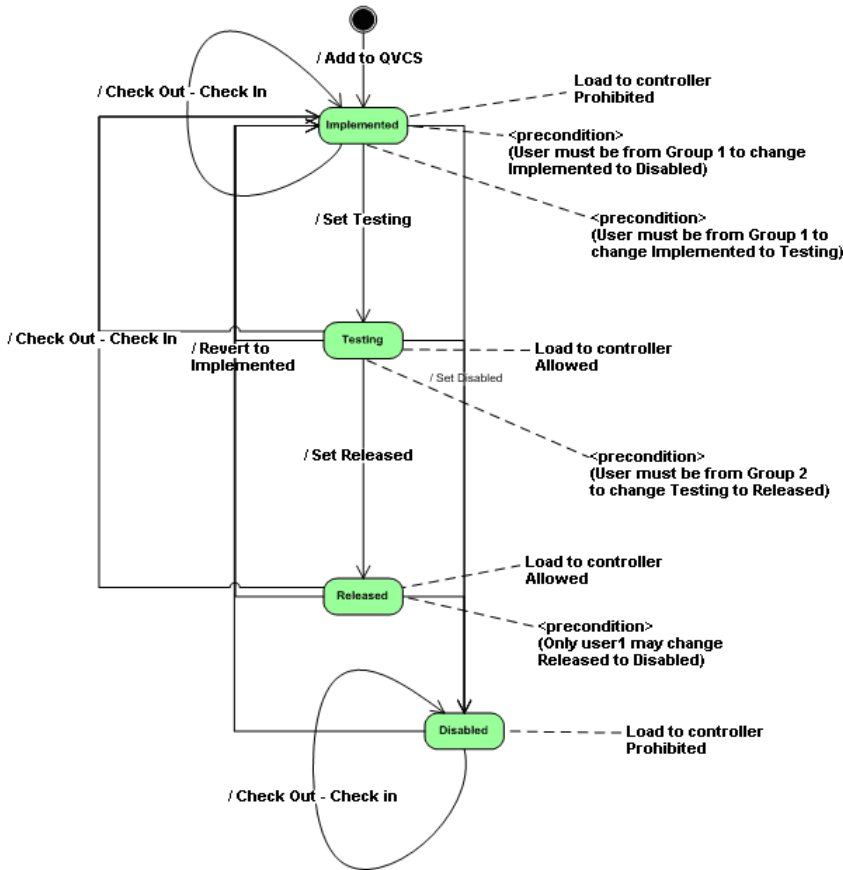 / Add to QVCS
/ Check Out - Check In
Load to controller
Prohibited
Implemented
<precondition>
(User must be from Group 1 to change
Implemented to Disabled)
<precondition>
(User must be from Group 1 to
change Implemented to Testing)
/ Set Testing
/ Check Out - Check In
/ Revert to
Implemented
Testing
Load to controller
Allowed
/ Set Disabled
/ Set Released
<precondition>
(User must be from Group 2
to change Testing to Released)
Load to controller
Allowed
Released
<precondition>
(Only user1 may change
Released to Disabled)
Disabled
Load to controller
Prohibited
/ Check Out - Check in